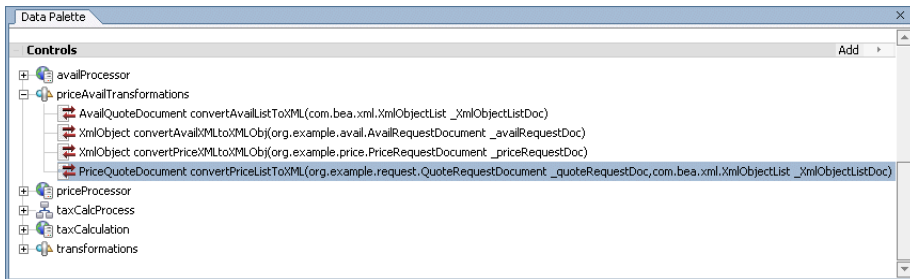 Data Palette
Controls Add
availProcessor
priceAvailTransformations
AvailQuoteDocument convertAvailListToXML(com.bea.xml.XmlObjectList _XmlObjectListDoc)
XmlObject convertAvailXMLtoXMLObj(org.example.avail.AvailRequestDocument _availRequestDoc)
XmlObject convertPriceXMLtoXMLObj(org.example.price.PriceRequestDocument _priceRequestDoc)
PriceQuoteDocument convertPriceListToXML(org.example.request.QuoteRequestDocument _quoteRequestDoc,com.bea.xml.XmlObjectList _XmlObjectListDoc)
priceProcessor
taxCalcProcess
taxCalculation
transformations